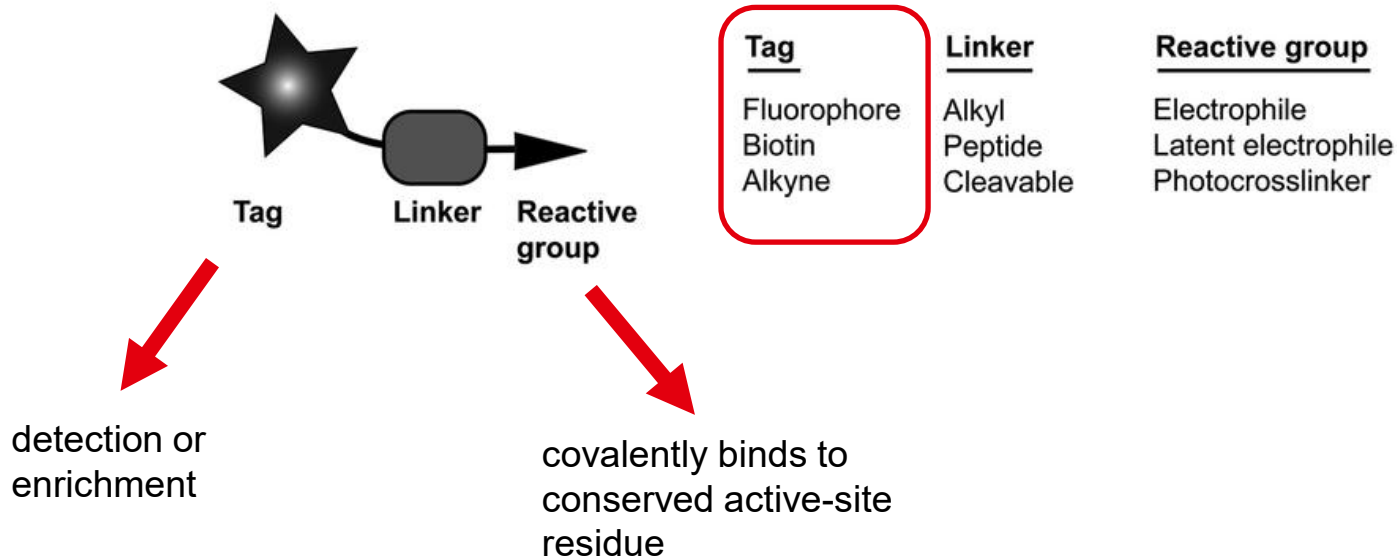 Tag
Linker
Reactive
group
Tag
Fluorophore
Biotin
Alkyne
Linker
Alkyl
Peptide
Cleavable
Reactive group
Electrophile
Latent electrophile
Photocrosslinker
detection or
enrichment
covalently binds to
conserved active-site
residue